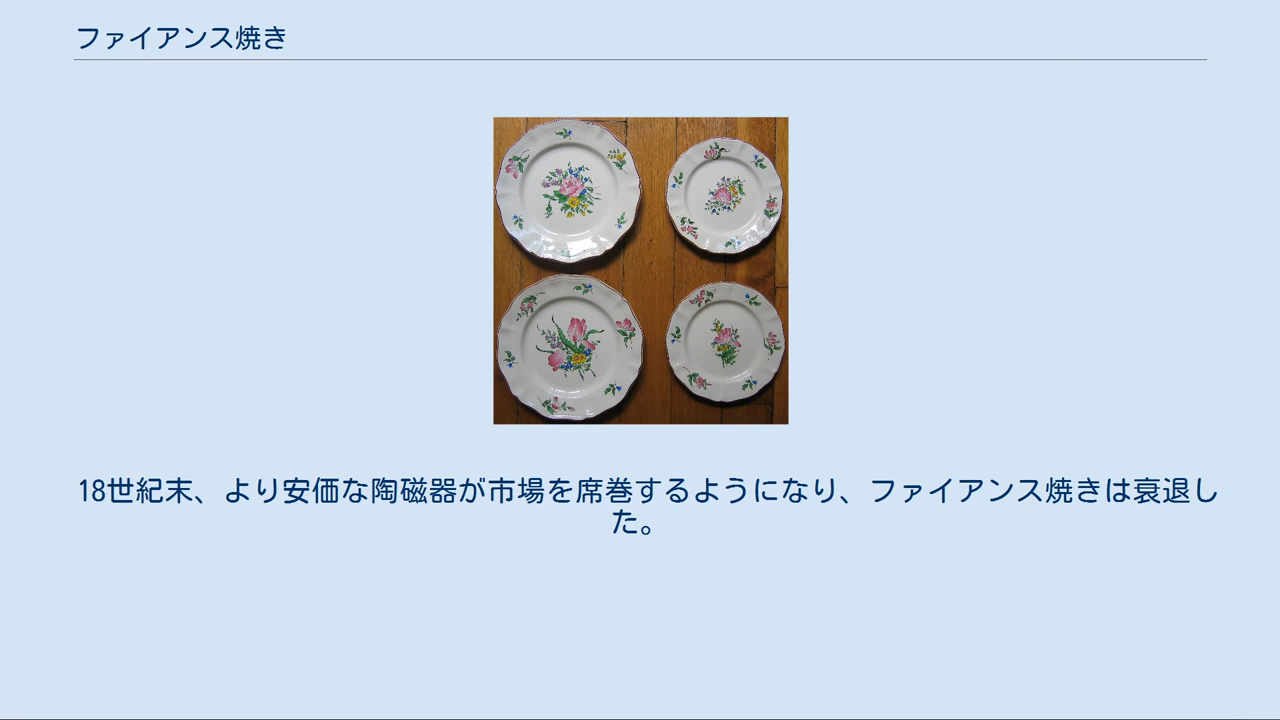 ファイアンス焼き
18世紀末、より安価な陶磁器が市場を席巻するようになり、ファイアンス焼きは衰退し
た。